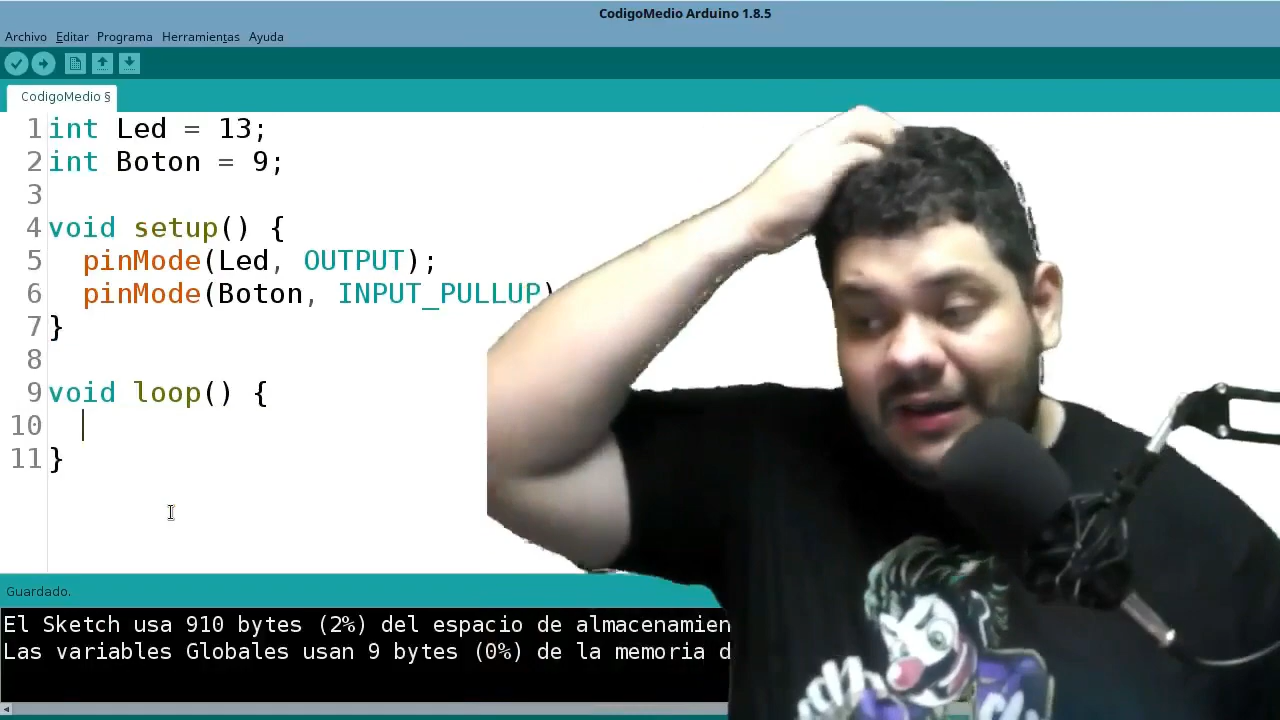 CodigoMedio Arduino 1.8.5
Archivo Editar Programa Herramientas Ayuda
CodigoMedio §
1 int Led = 13;
2 int Boton = 9;
3
4 void setup() {
5 pinMode(Led, OUTPUT);
6 pinMode(Boton, INPUT_PULLUP)
7 }
8
9 void loop() {
10
11 }
Guardado.
El Sketch usa 910 bytes (2%) del espacio de almacenamien
Las variables Globales usan 9 bytes (0%) de la memoria d